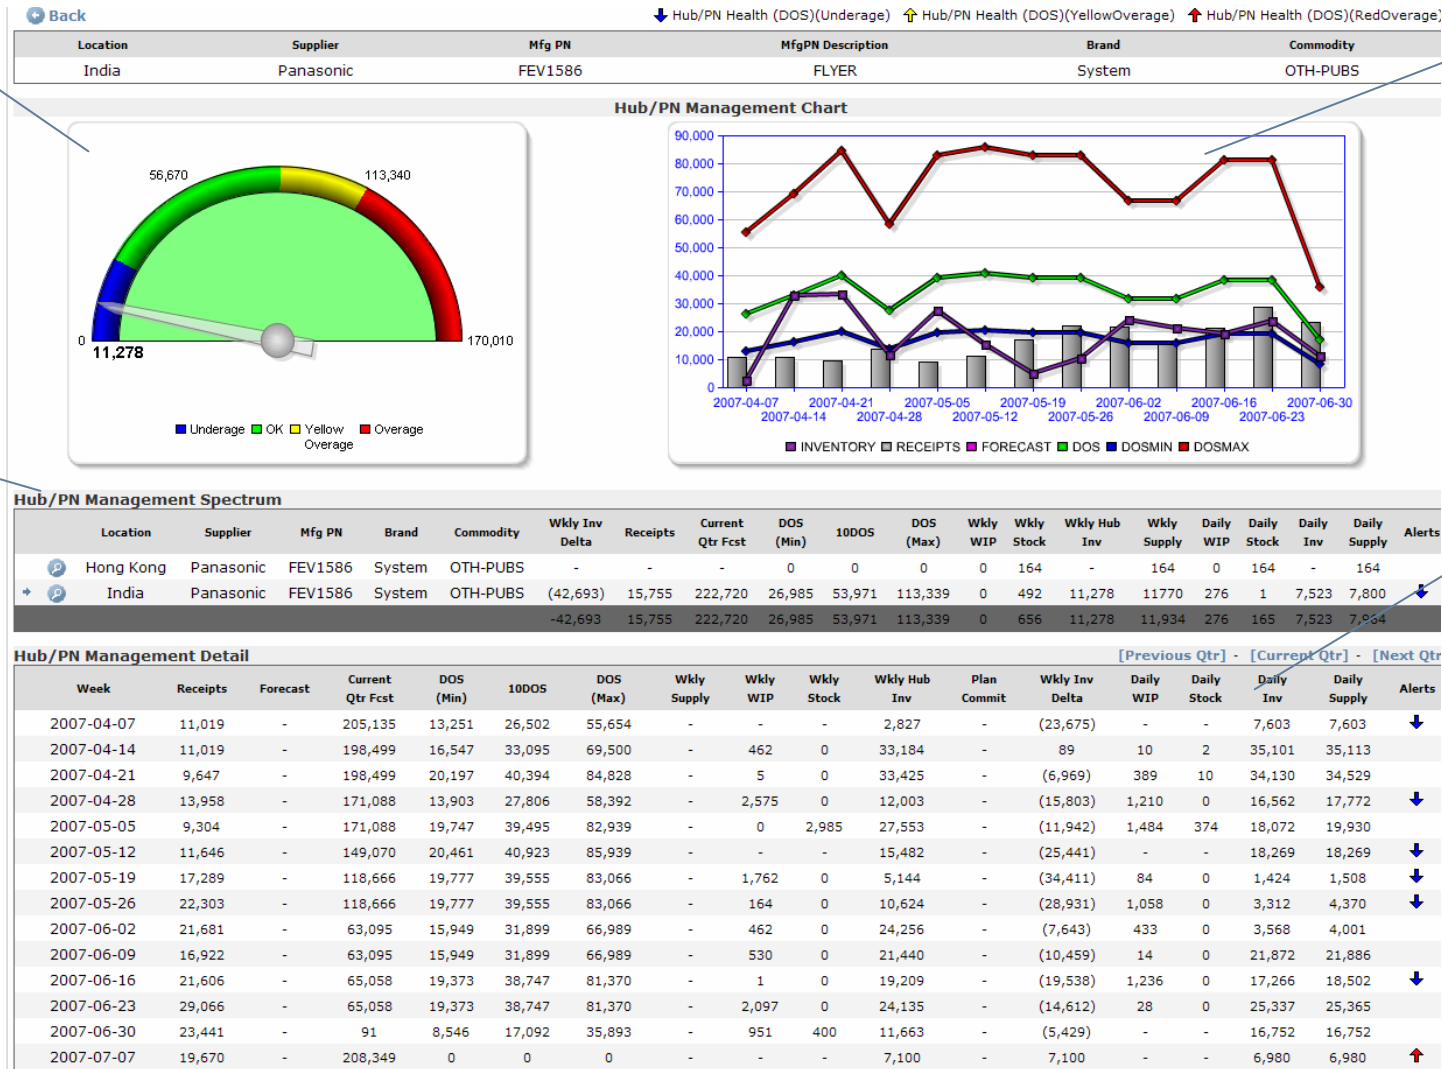 Back
Hub/PN Health (DOS)(Underage) Hub/PN Health (DOS)(YellowOverage) Hub/PN Health (DOS)(RedOverage)
Location Supplier Mfg PN MfgPN Description Brand Commodity
India Panasonic FEV1586 FLYER System OTH-PUBS
Hub/PN Management Chart
56,670 113,340
0 170,010
11,278
Underage OK Yellow Overage Overage
90,000
80,000
70,000
60,000
50,000
40,000
30,000
20,000
10,000
0
2007-04-07 2007-04-21 2007-05-05 2007-05-19 2007-06-02 2007-06-16 2007-06-30
2007-04-14 2007-04-28 2007-05-12 2007-05-26 2007-06-09 2007-06-23
INVENTORY RECEIPTS FORECAST DOS DOSMIN DOSMAX
Hub/PN Management Spectrum
Location Supplier Mfg PN Brand Commodity Wkly Inv Delta Receipts Current Qtr Fcst DOS (Min) 10DOS DOS (Max) Wkly WIP Wkly Stock Wkly Hub Inv Wkly Supply Daily WIP Daily Stock Daily Inv Daily Supply Alerts
Hong Kong Panasonic FEV1586 System OTH-PUBS - - - 0 0 0 0 164 - 164 0 164 - 164
India Panasonic FEV1586 System OTH-PUBS (42,693) 15,755 222,720 26,985 53,971 113,339 0 492 11,278 11770 276 1 7,523 7,800
-42,693 15,755 222,720 26,985 53,971 113,339 0 656 11,278 11,934 276 165 7,523 7,964
Hub/PN Management Detail [Previous Qtr] - [Current Qtr] - [Next Qtr
Week Receipts Forecast Current Qtr Fcst DOS (Min) 10DOS DOS (Max) Wkly Supply Wkly WIP Wkly Stock Wkly Hub Inv Plan Commit Wkly Inv Delta Daily WIP Daily Stock Daily Inv Daily Supply Alerts
2007-04-07 11,019 - 205,135 13,251 26,502 55,654 - - - 2,827 - (23,675) - - 7,603 7,603
2007-04-14 11,019 - 198,499 16,547 33,095 69,500 - 462 0 33,184 - 89 10 2 35,101 35,113
2007-04-21 9,647 - 198,499 20,197 40,394 84,828 - 5 0 33,425 - (6,969) 389 10 34,130 34,529
2007-04-28 13,958 - 171,088 13,903 27,806 58,392 - 2,575 0 12,003 - (15,803) 1,210 0 16,562 17,772
2007-05-05 9,304 - 171,088 19,747 39,495 82,939 - 0 2,985 27,553 - (11,942) 1,484 374 18,072 19,930
2007-05-12 11,646 - 149,070 20,461 40,923 85,939 - - - 15,482 - (25,441) - - 18,269 18,269
2007-05-19 17,289 - 118,666 19,777 39,555 83,066 - 1,762 0 5,144 - (34,411) 84 0 1,424 1,508
2007-05-26 22,303 - 118,666 19,777 39,555 83,066 - 164 0 10,624 - (28,931) 1,058 0 3,312 4,370
2007-06-02 21,681 - 63,095 15,949 31,899 66,989 - 462 0 24,256 - (7,643) 433 0 3,568 4,001
2007-06-09 16,922 - 63,095 15,949 31,899 66,989 - 530 0 21,440 - (10,459) 14 0 21,872 21,886
2007-06-16 21,606 - 65,058 19,373 38,747 81,370 - 1 0 19,209 - (19,538) 1,236 0 17,266 18,502
2007-06-23 29,066 - 65,058 19,373 38,747 81,370 - 2,097 0 24,135 - (14,612) 28 0 25,337 25,365
2007-06-30 23,441 - 91 8,546 17,092 35,893 - 951 400 11,663 - (5,429) - - 16,752 16,752
2007-07-07 19,670 - 208,349 0 0 0 - - - 7,100 - 7,100 - - 6,980 6,980